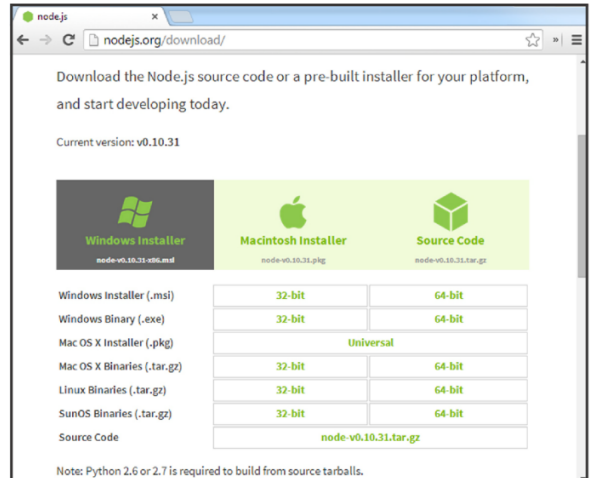 node.js
nodejs.org/download/
Download the Node.js source code or a pre-built installer for your platform,
and start developing today.
Current version: v0.10.31
Windows Installer
node-v0.10.31-x86.msi
Macintosh Installer
node-v0.10.31.pkg
Source Code
node-v0.10.31.tar.gz
Windows Installer (.msi) 32-bit 64-bit
Windows Binary (.exe) 32-bit 64-bit
Mac OS X Installer (.pkg) Universal
Mac OS X Binaries (.tar.gz) 32-bit 64-bit
Linux Binaries (.tar.gz) 32-bit 64-bit
SunOS Binaries (.tar.gz) 32-bit 64-bit
Source Code node-v0.10.31.tar.gz
Note: Python 2.6 or 2.7 is required to build from source tarballs.